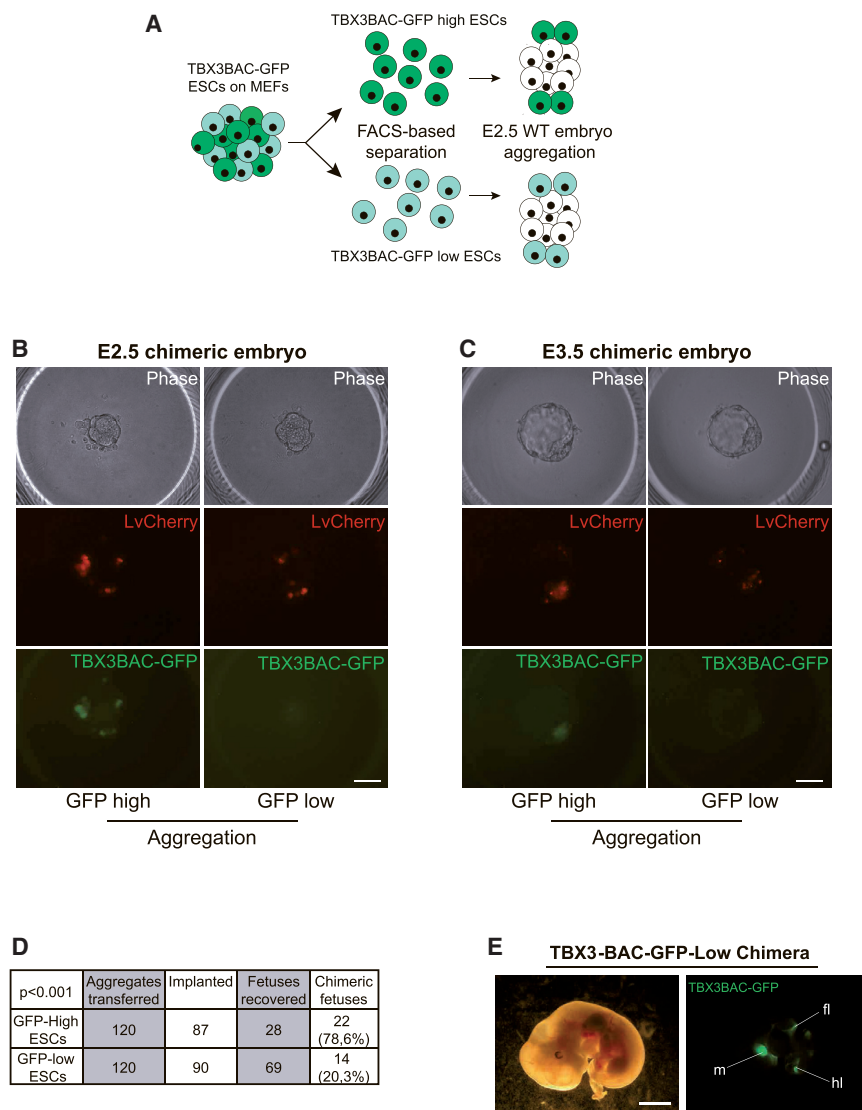 A
TBX3BAC-GFP high ESCs
TBX3BAC-GFP
ESCs on MEFs
FACS-based
separation
E2.5 WT embryo
aggregation
TBX3BAC-GFP low ESCs
B
E2.5 chimeric embryo
Phase
Phase
LvCherry
LvCherry
TBX3BAC-GFP
TBX3BAC-GFP
GFP high
GFP low
Aggregation
C
E3.5 chimeric embryo
Phase
Phase
LvCherry
LvCherry
TBX3BAC-GFP
TBX3BAC-GFP
GFP high
GFP low
Aggregation
D
p<0.001
Aggregates
transferred
Implanted
Fetuses
recovered
Chimeric
fetuses
GFP-High
ESCs
120
87
28
22
(78,6%)
GFP-low
ESCs
120
90
69
14
(20,3%)
E
TBX3-BAC-GFP-Low Chimera
TBX3BAC-GFP
fl
m
hl